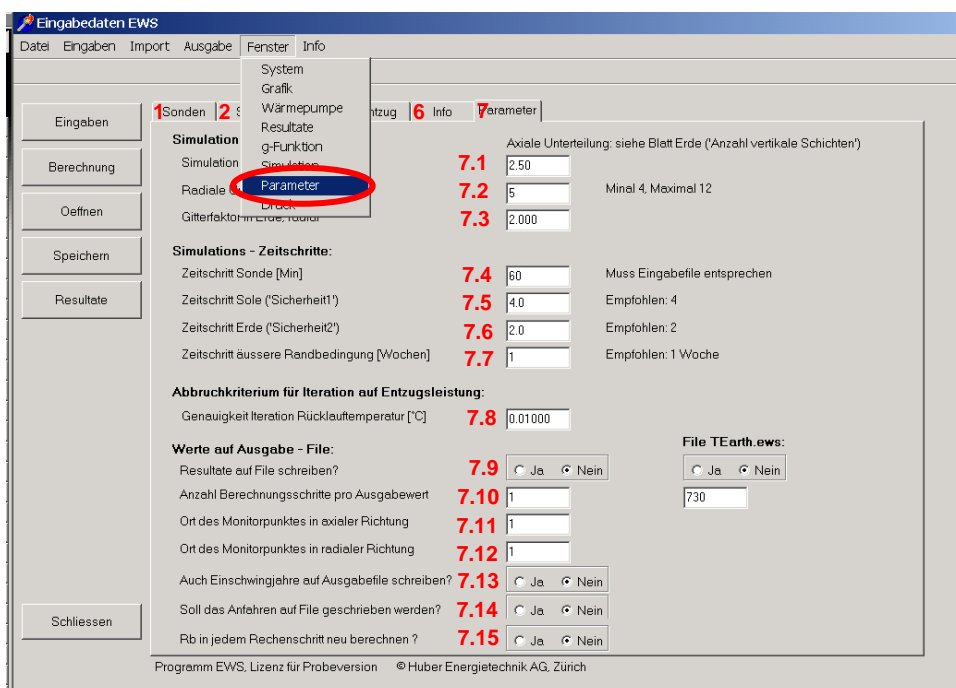 Eingabedaten EWS
Datei Eingaben Import Ausgabe Fenster Info
System
Grafik
Wärmepumpe
Resultate
g-Funktion
Simulation
Parameter
Druck
Eingaben
Berechnung
Oeffnen
Speichern
Resultate
Schliessen
1 Sonden 2 6 Info 7 Parameter
Simulation
Axiale Unterteilung: siehe Blatt Erde ('Anzahl vertikale Schichten')
Simulation 7.1 2.50
Radiale 7.2 5 Minal 4, Maximal 12
Gitterfaktor in Erde, radial 7.3 2.000
Simulations - Zeitschritte:
Zeitschritt Sonde [Min] 7.4 60 Muss Eingabefile entsprechen
Zeitschritt Sole ('Sicherheit1') 7.5 4.0 Empfohlen: 4
Zeitschritt Erde ('Sicherheit2') 7.6 2.0 Empfohlen: 2
Zeitschritt äussere Randbedingung [Wochen] 7.7 1 Empfohlen: 1 Woche
Abbruchkriterium für Iteration auf Entzugsleistung:
Genauigkeit Iteration Rücklauftemperatur [°C] 7.8 0.01000
Werte auf Ausgabe - File: File TEarth.ews:
Resultate auf File schreiben? 7.9 Ja Nein Ja Nein
Anzahl Berechnungsschritte pro Ausgabewert 7.10 1 730
Ort des Monitorpunktes in axialer Richtung 7.11 1
Ort des Monitorpunktes in radialer Richtung 7.12 1
Auch Einschwingjahre auf Ausgabefile schreiben? 7.13 Ja Nein
Soll das Anfahren auf File geschrieben werden? 7.14 Ja Nein
Rb in jedem Rechenschritt neu berechnen ? 7.15 Ja Nein
Programm EWS, Lizenz für Probeversion © Huber Energietechnik AG, Zürich